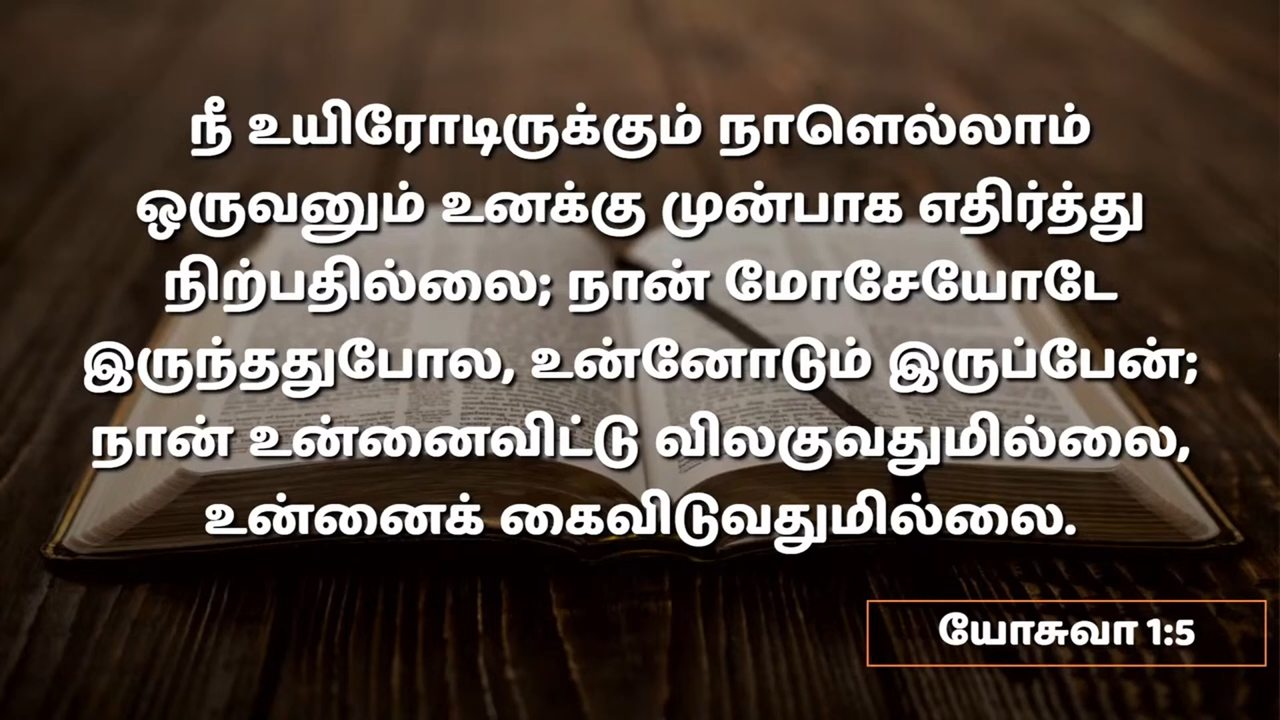 நீ உயிரோடிருக்கும் நாளெல்லாம்
ஒருவனும் உனக்கு முன்பாக எதிர்த்து
நிற்பதில்லை; நான் மோசேயோடே
இருந்ததுபோல, உன்னோடும் இருப்பேன்;
நான் உன்னைவிட்டு விலகுவதுமில்லை,
உன்னைக் கைவிடுவதுமில்லை.
யோசுவா 1:5